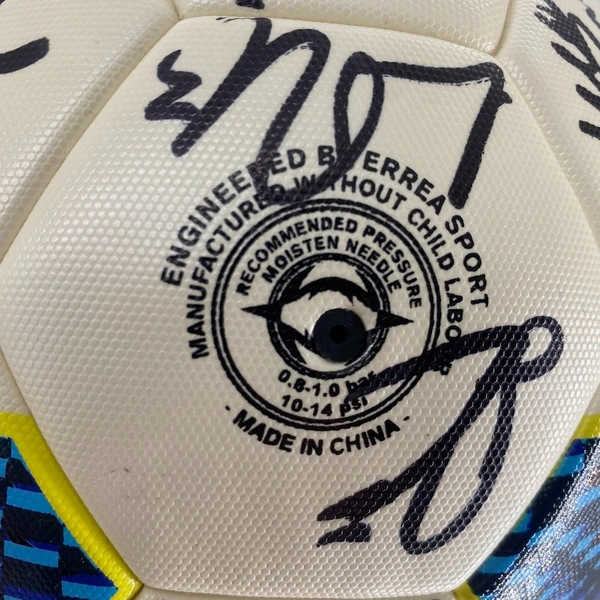 ENGINEERED BY ERREA SPORT
MANUFACTURED WITHOUT CHILD LABOUR
RECOMMENDED PRESSURE
MOISTEN NEEDLE
0.8-1.0 bar
10-14 psi
- MADE IN CHINA -